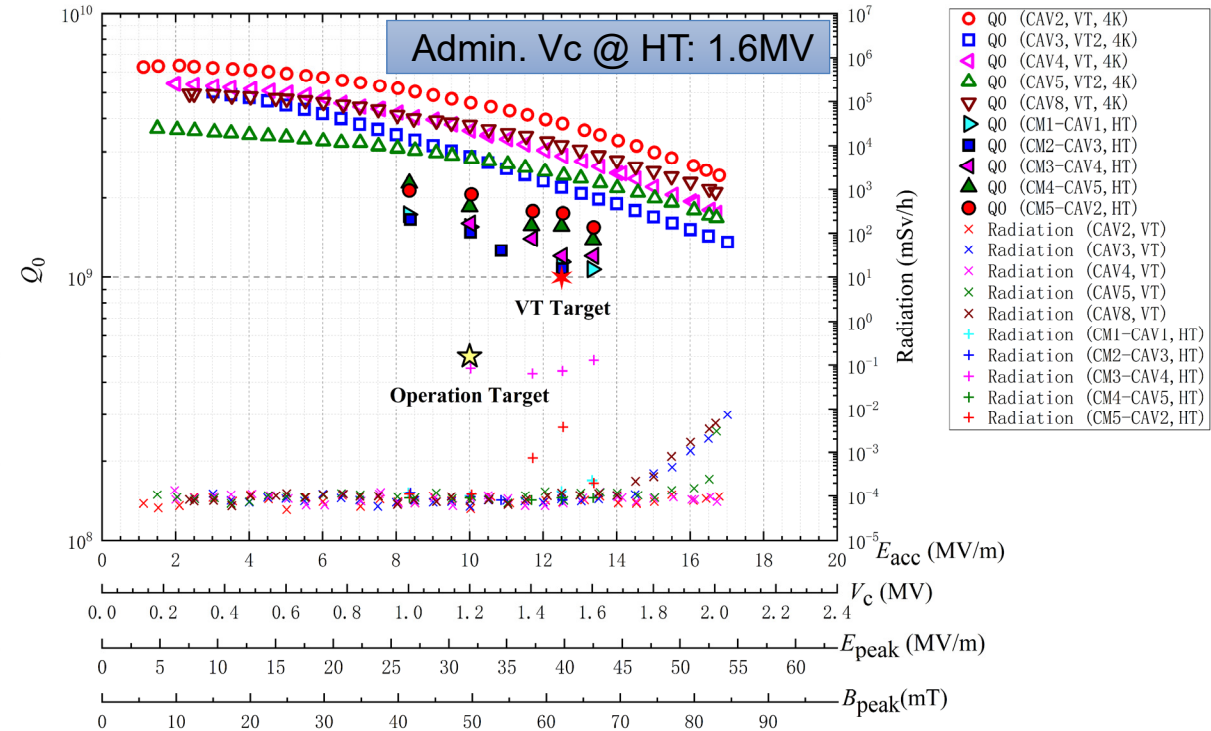 Admin. Vc @ HT: 1.6MV
10^10
10^9
10^8
Q0
VT Target
Operation Target
10^7
10^6
10^5
10^4
10^3
10^2
10^1
10^0
10^-1
10^-2
10^-3
10^-4
10^-5
Radiation (mSv/h)
0 2 4 6 8 10 12 14 16 18 20
Eacc (MV/m)
0.0 0.2 0.4 0.6 0.8 1.0 1.2 1.4 1.6 1.8 2.0 2.2 2.4
Vc (MV)
0 5 10 15 20 25 30 35 40 45 50 55 60
Epeak (MV/m)
0 10 20 30 40 50 60 70 80 90
Bpeak(mT)
Q0 (CAV2, VT, 4K)
Q0 (CAV3, VT2, 4K)
Q0 (CAV4, VT, 4K)
Q0 (CAV5, VT2, 4K)
Q0 (CAV8, VT, 4K)
Q0 (CM1-CAV1, HT)
Q0 (CM2-CAV3, HT)
Q0 (CM3-CAV4, HT)
Q0 (CM4-CAV5, HT)
Q0 (CM5-CAV2, HT)
Radiation (CAV2, VT)
Radiation (CAV3, VT)
Radiation (CAV4, VT)
Radiation (CAV5, VT)
Radiation (CAV8, VT)
Radiation (CM1-CAV1, HT)
Radiation (CM2-CAV3, HT)
Radiation (CM3-CAV4, HT)
Radiation (CM4-CAV5, HT)
Radiation (CM5-CAV2, HT)